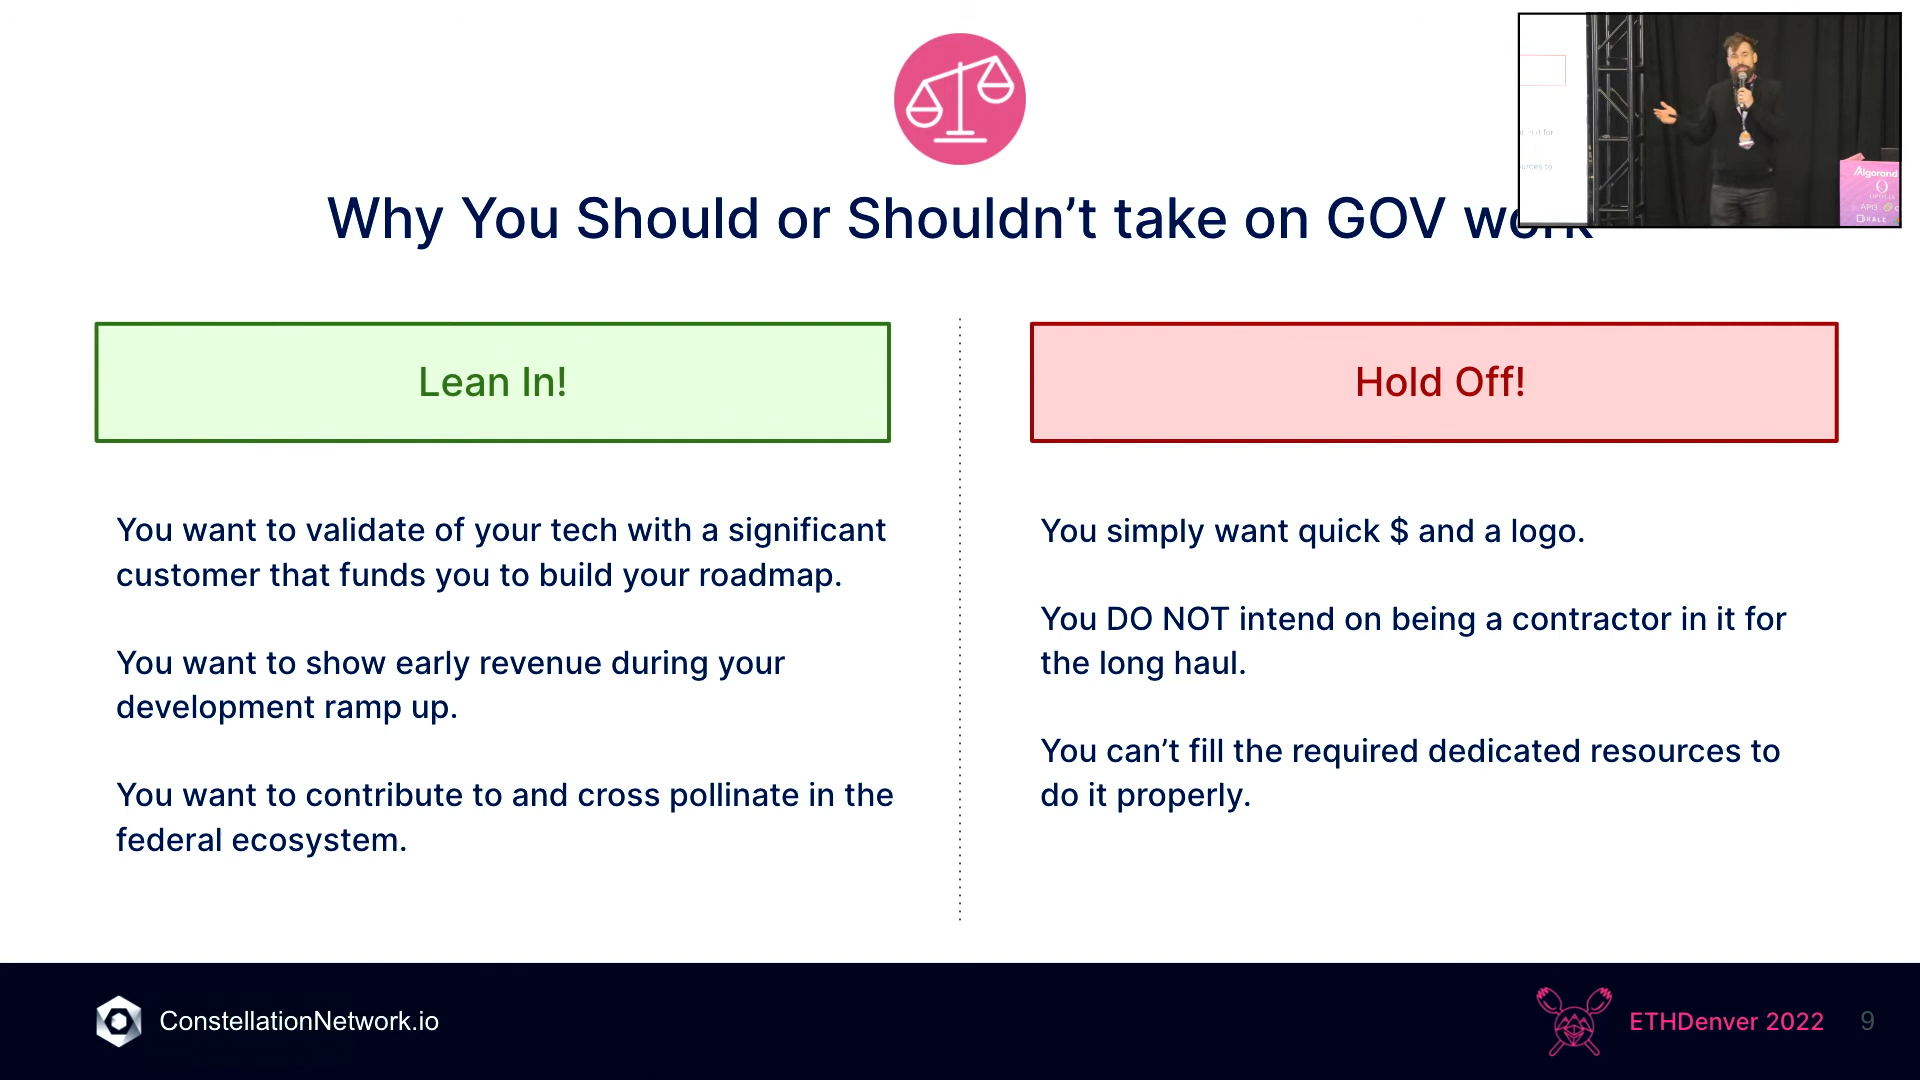 Why You Should or Shouldn’t take on GOV work
Lean In!
Hold Off!
You want to validate of your tech with a significant
customer that funds you to build your roadmap.
You want to show early revenue during your
development ramp up.
You want to contribute to and cross pollinate in the
federal ecosystem.
You simply want quick $ and a logo.
You DO NOT intend on being a contractor in it for
the long haul.
You can’t fill the required dedicated resources to
do it properly.
Algorand
ConstellationNetwork.io
ETHDenver 2022
9